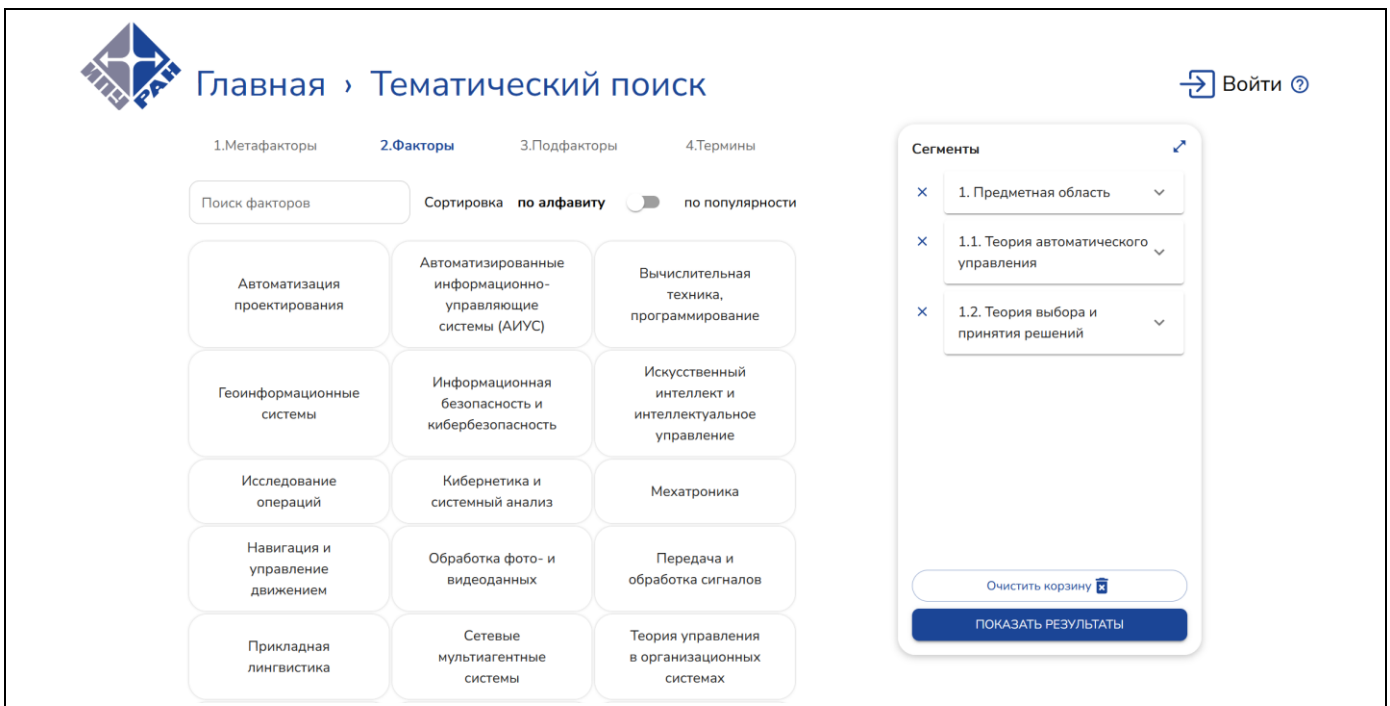 ИПУ РАН
Главная › Тематический поиск
Войти
1.Метафакторы 2.Факторы 3.Подфакторы 4.Термины
Поиск факторов
Сортировка по алфавиту по популярности
Автоматизация
проектирования
Автоматизированные
информационно-
управляющие
системы (АИУС)
Вычислительная
техника,
программирование
Геоинформационные
системы
Информационная
безопасность и
кибербезопасность
Искусственный
интеллект и
интеллектуальное
управление
Исследование
операций
Кибернетика и
системный анализ
Мехатроника
Навигация и
управление
движением
Обработка фото- и
видеоданных
Передача и
обработка сигналов
Прикладная
лингвистика
Сетевые
мультиагентные
системы
Теория управления
в организационных
системах
Сегменты
1. Предметная область
1.1. Теория автоматического
управления
1.2. Теория выбора и
принятия решений
Очистить корзину
ПОКАЗАТЬ РЕЗУЛЬТАТЫ